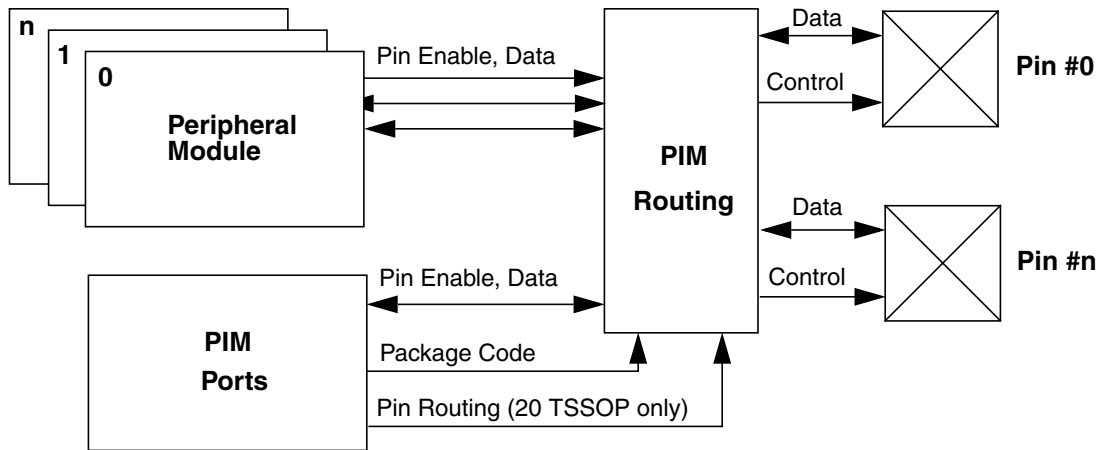 n
1
0
Peripheral
Module
Pin Enable, Data
PIM
Routing
Data
Control
Pin #0
Data
Control
Pin #n
PIM
Ports
Pin Enable, Data
Package Code
Pin Routing (20 TSSOP only)